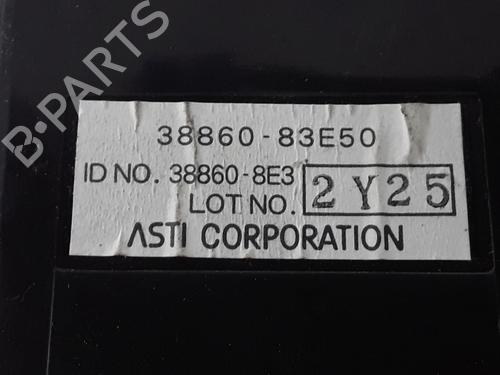 B-PARTS
38860-83E50
ID NO. 38860-8E3
LOT NO. 2Y25
ASTI CORPORATION